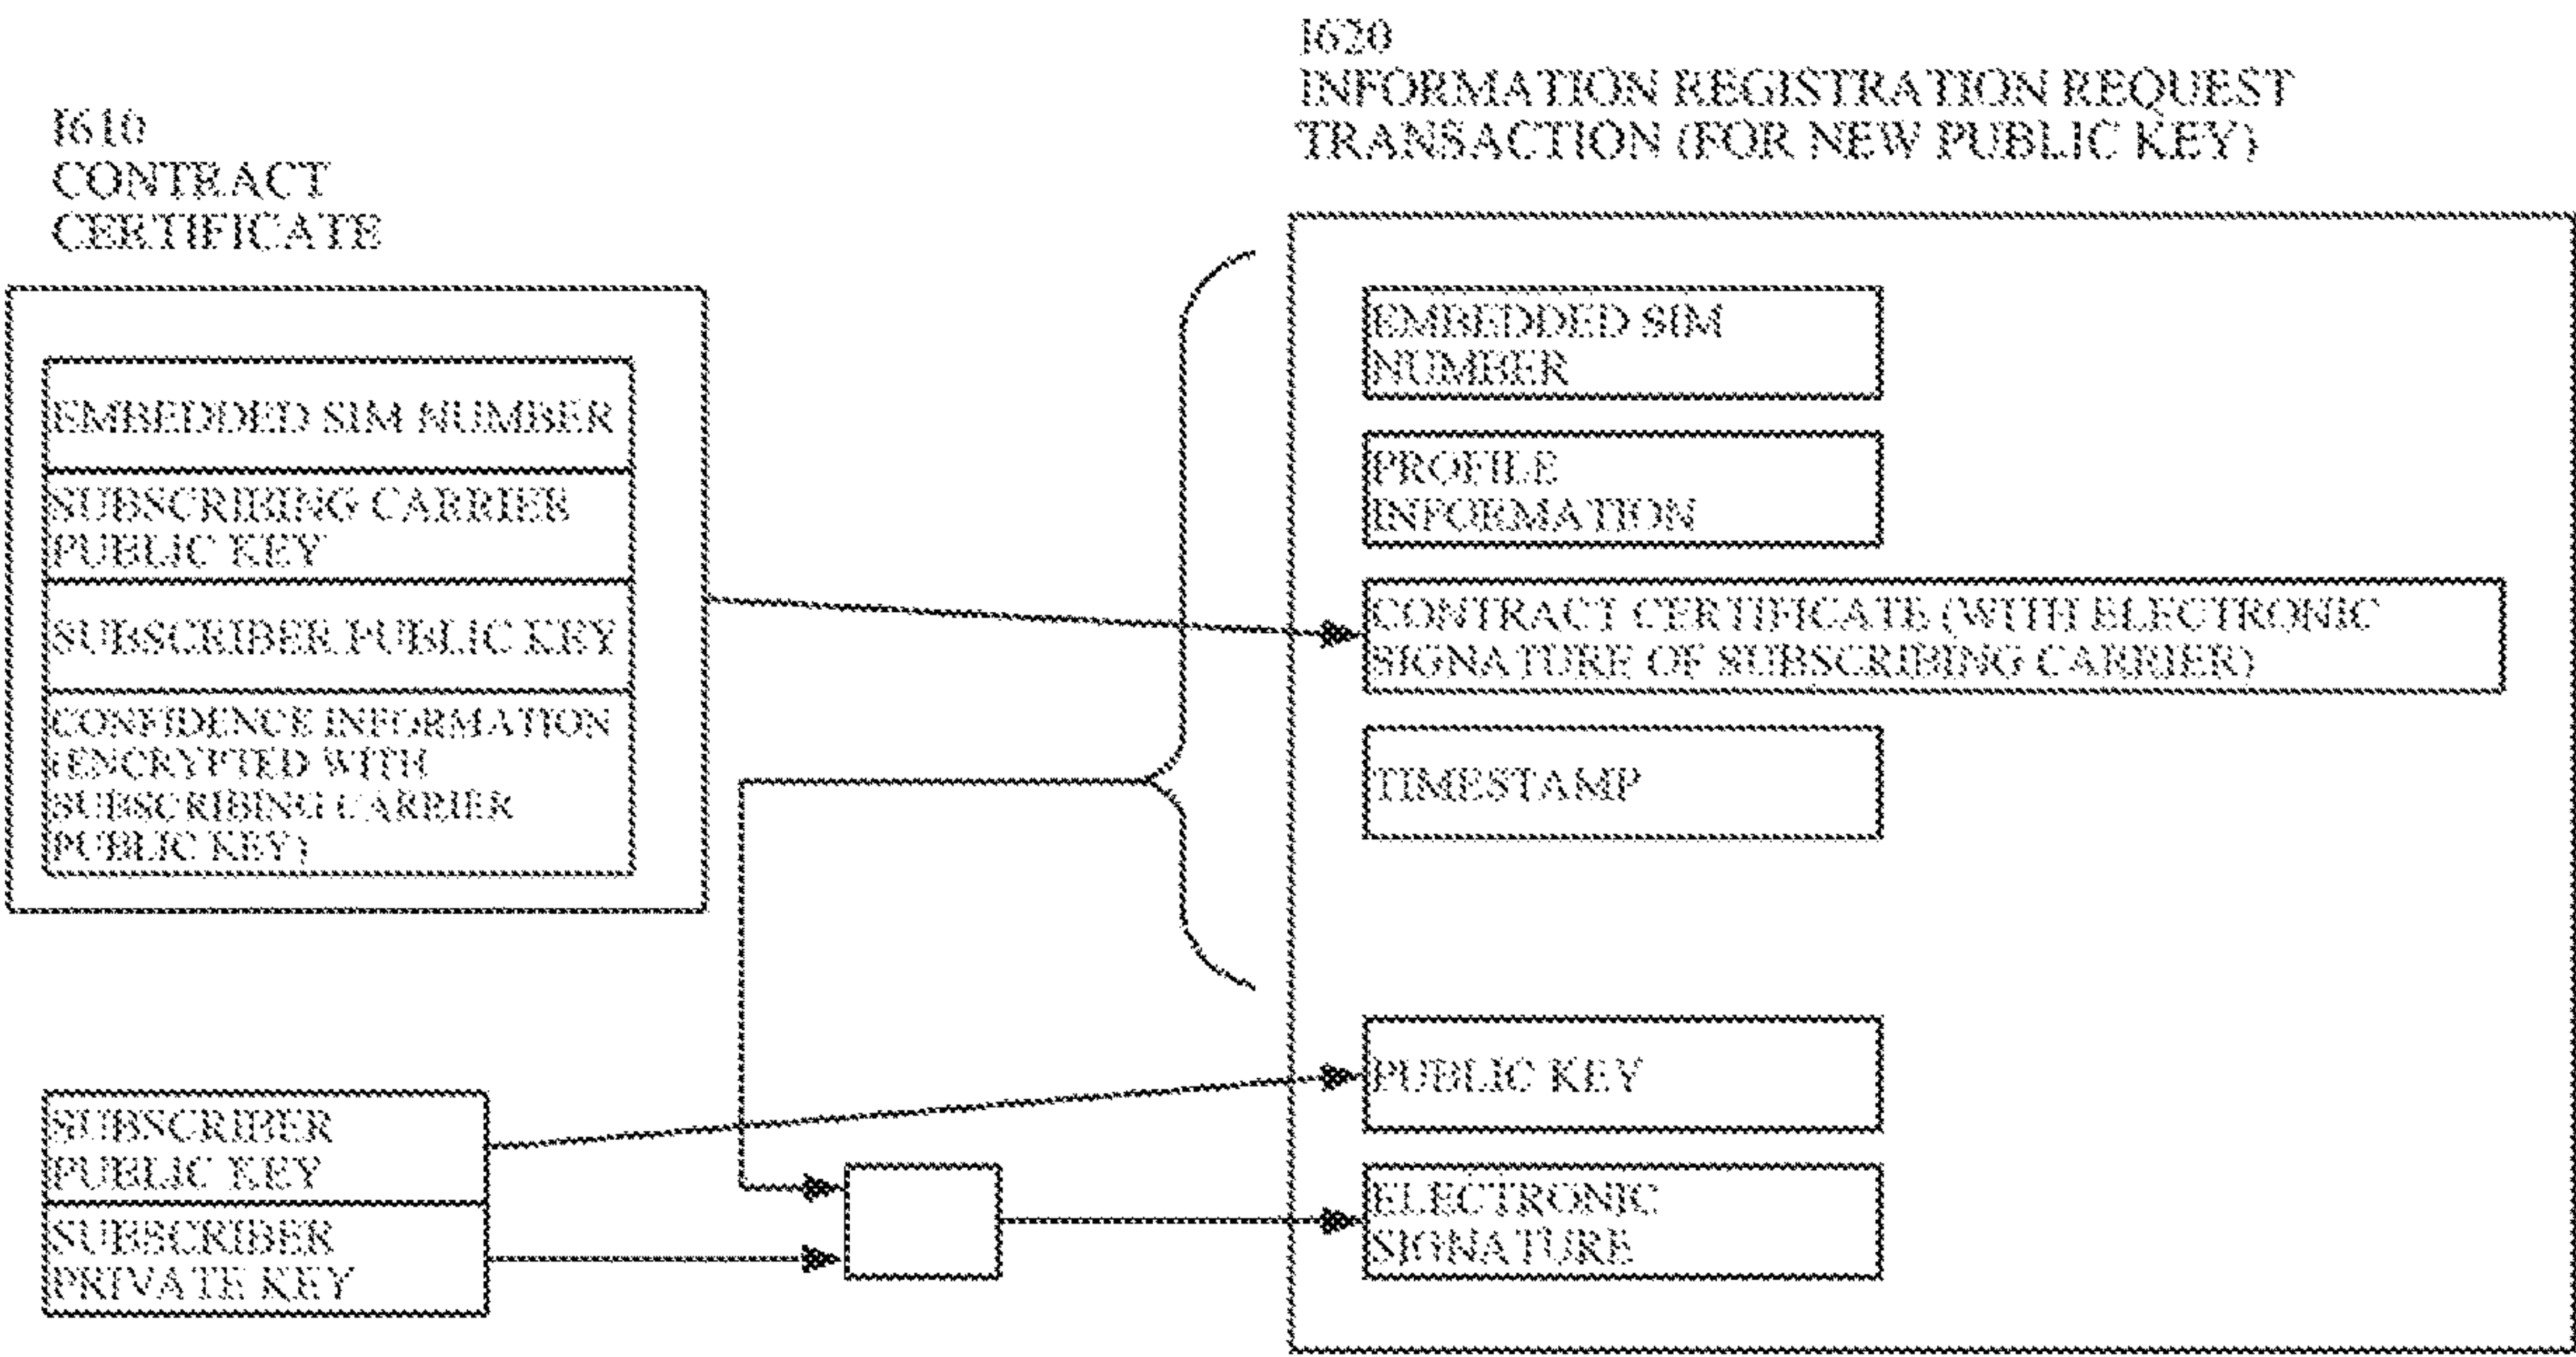 I610
CONTRACT
CERTIFICATE
EMBEDDED SIM NUMBER
SUBSCRIBING CARRIER
PUBLIC KEY
SUBSCRIBER PUBLIC KEY
CONFIDENCE INFORMATION
(ENCRYPTED WITH
SUBSCRIBING CARRIER
PUBLIC KEY)
SUBSCRIBER
PUBLIC KEY
SUBSCRIBER
PRIVATE KEY
I620
INFORMATION REGISTRATION REQUEST
TRANSACTION (FOR NEW PUBLIC KEY)
EMBEDDED SIM
NUMBER
PROFILE
INFORMATION
CONTRACT CERTIFICATE (WITH ELECTRONIC
SIGNATURE OF SUBSCRIBING CARRIER)
TIMESTAMP
PUBLIC KEY
ELECTRONIC
SIGNATURE